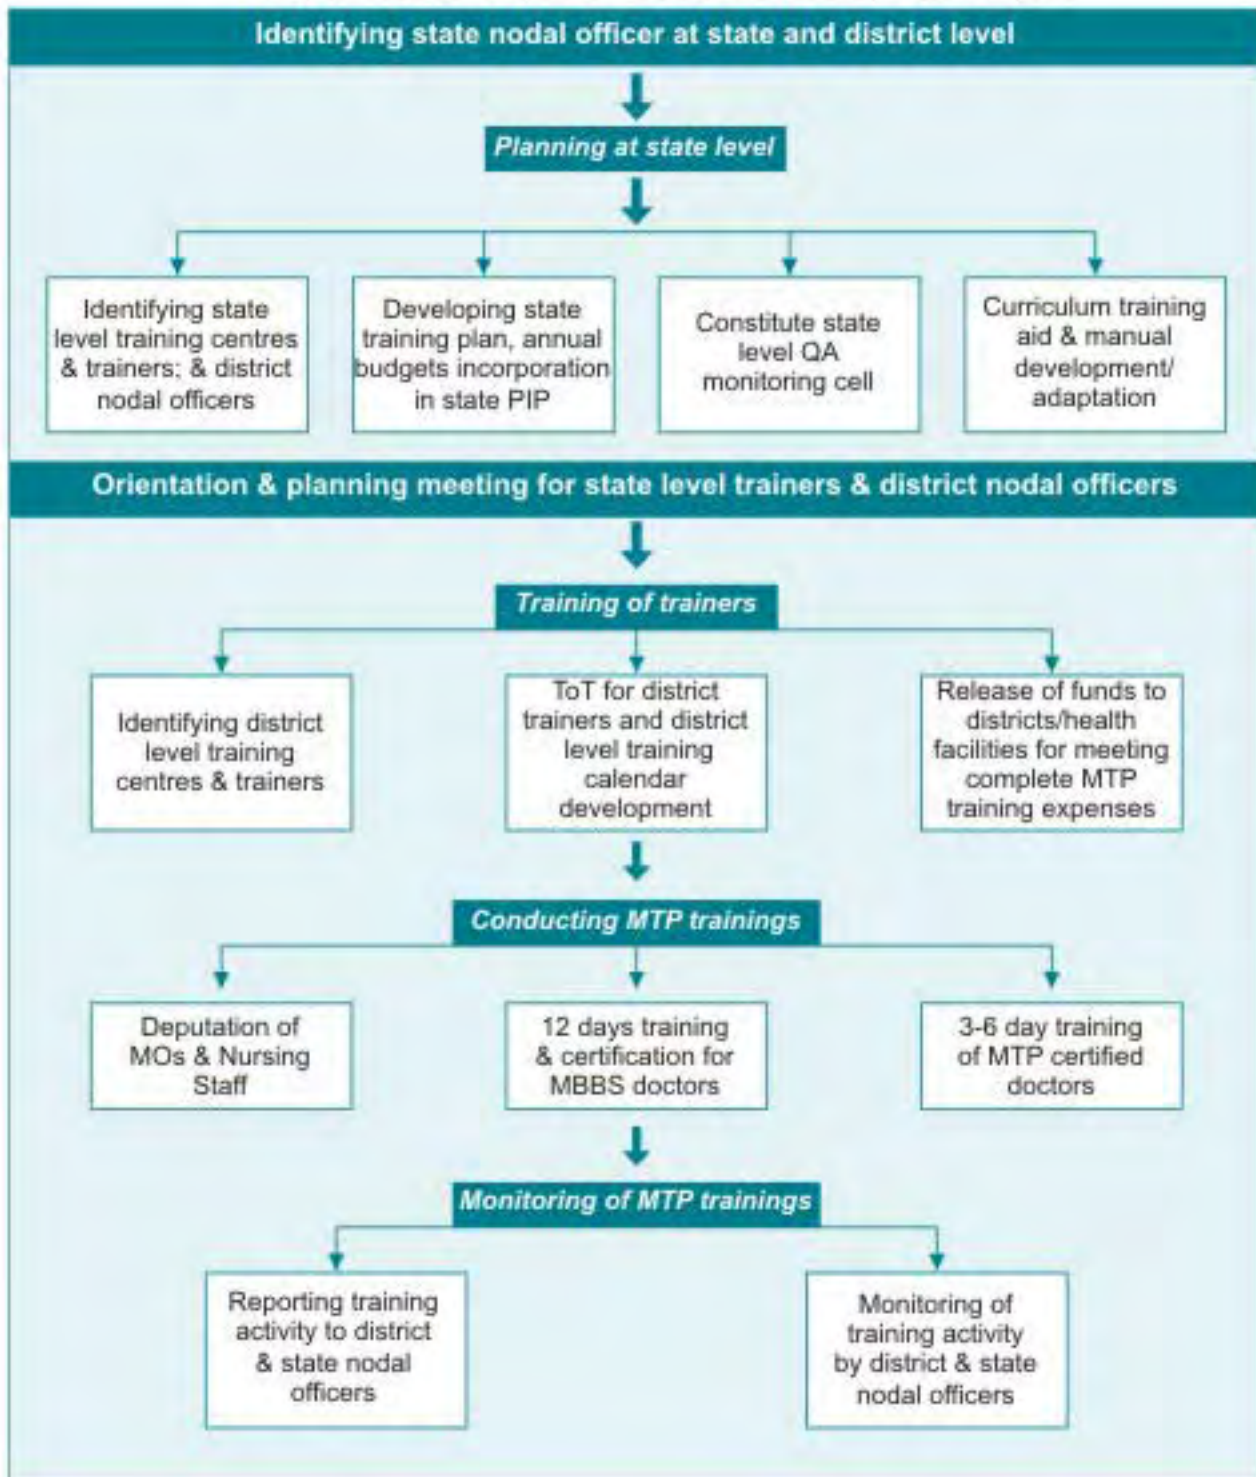 Identifying state nodal officer at state and district level
Planning at state level
Identifying state
level training centres
& trainers; & district
nodal officers
Developing state
training plan, annual
budgets incorporation
in state PIP
Constitute state
level QA
monitoring cell
Curriculum training
aid & manual
development/
adaptation
Orientation & planning meeting for state level trainers & district nodal officers
Training of trainers
Identifying district
level training
centres & trainers
ToT for district
trainers and district
level training
calendar
development
Release of funds to
districts/health
facilities for meeting
complete MTP
training expenses
Conducting MTP trainings
Deputation of
MOs & Nursing
Staff
12 days training
& certification for
MBBS doctors
3-6 day training
of MTP certified
doctors
Monitoring of MTP trainings
Reporting training
activity to district
& state nodal
officers
Monitoring of
training activity
by district & state
nodal officers